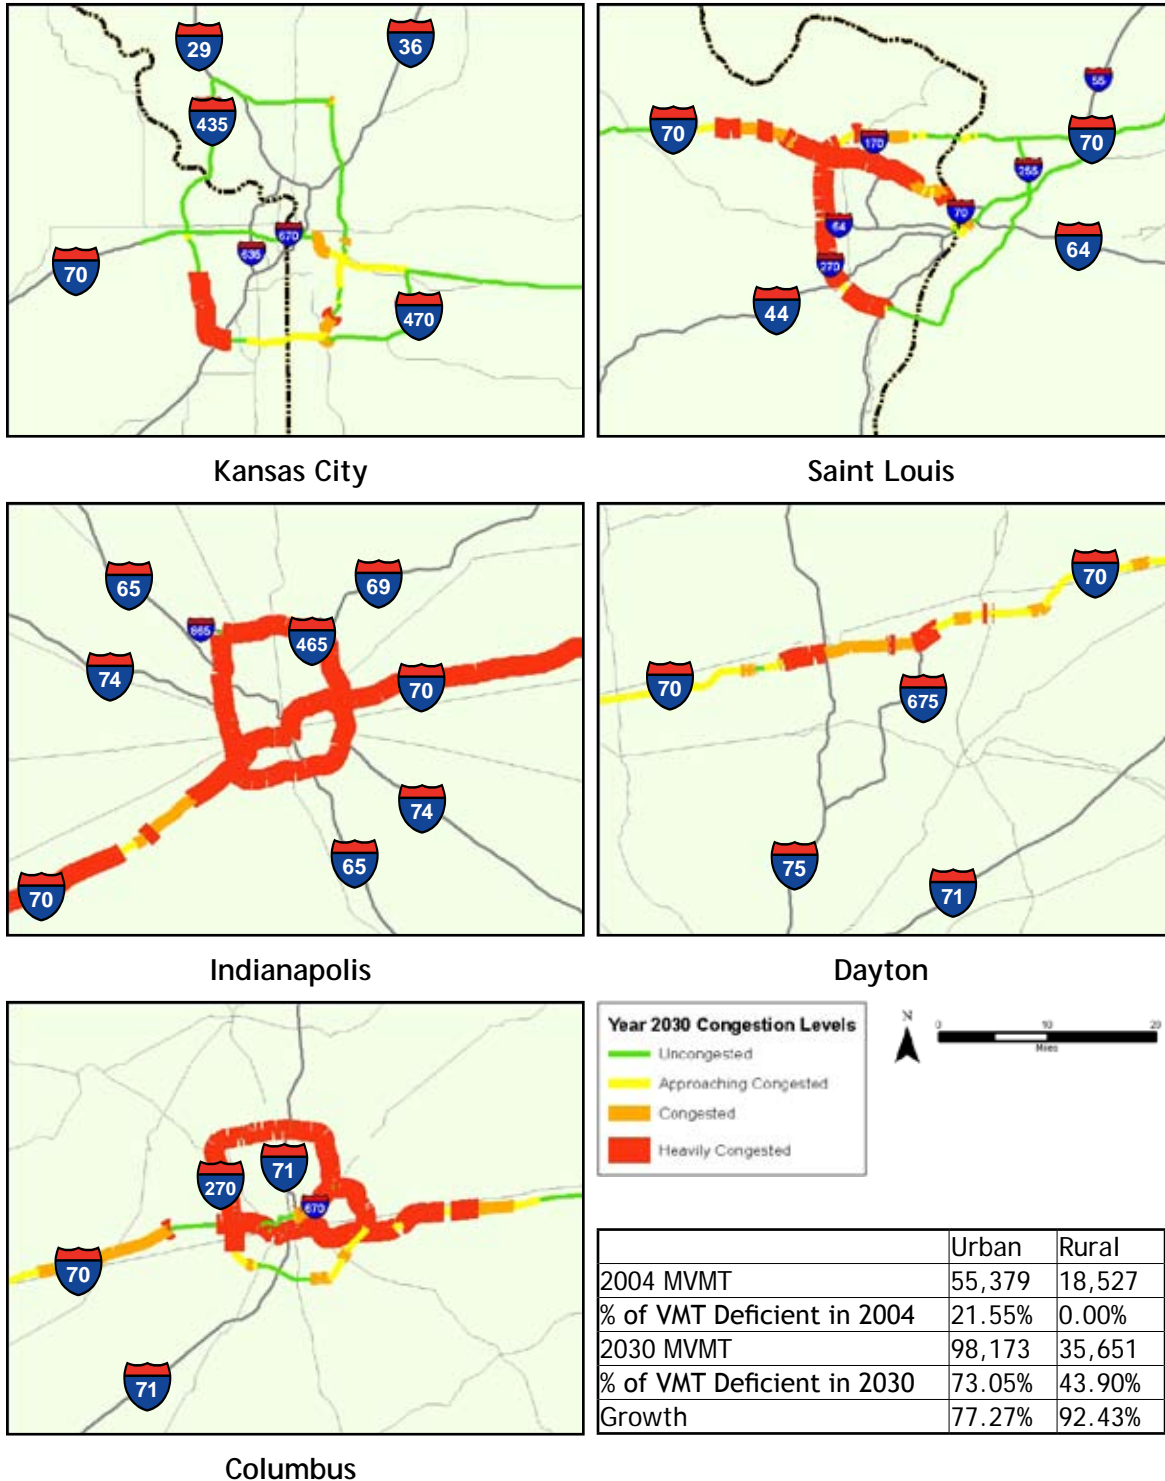 29
36
435
70
635
670
470
Kansas City
55
70
170
70
255
70
64
64
270
44
Saint Louis
65
69
865
465
74
70
74
65
70
Indianapolis
70
70
675
75
71
Dayton
270
71
670
70
71
Columbus
Year 2030 Congestion Levels
Uncongested
Approaching Congested
Congested
Heavily Congested
N
0 10 20
Miles
Urban Rural
2004 MVMT 55,379 18,527
% of VMT Deficient in 2004 21.55% 0.00%
2030 MVMT 98,173 35,651
% of VMT Deficient in 2030 73.05% 43.90%
Growth 77.27% 92.43%